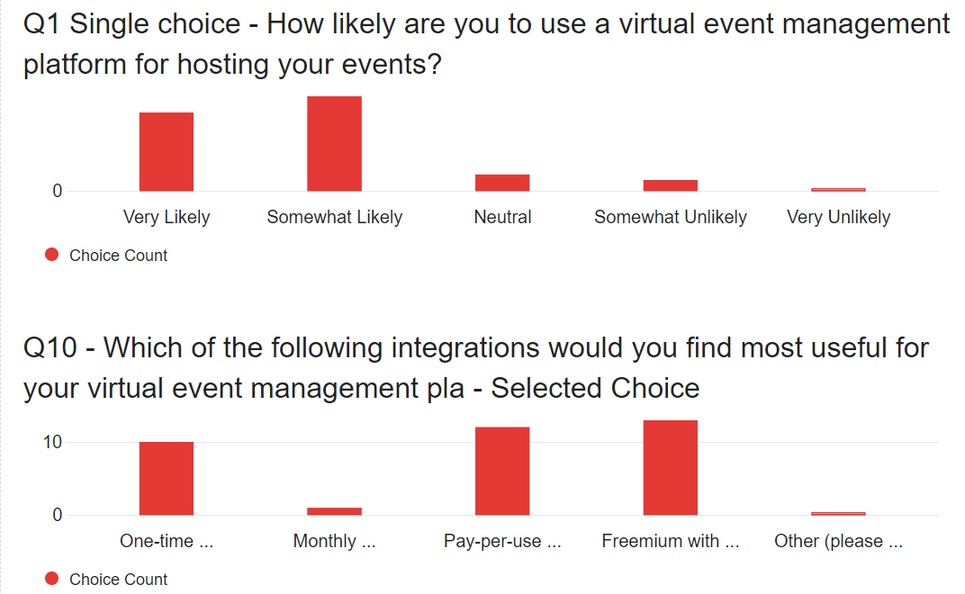 Q1 Single choice - How likely are you to use a virtual event management
platform for hosting your events?
0
Very Likely Somewhat Likely Neutral Somewhat Unlikely Very Unlikely
Choice Count
Q10 - Which of the following integrations would you find most useful for
your virtual event management pla - Selected Choice
10
0
One-time ... Monthly ... Pay-per-use ... Freemium with ... Other (please ...
Choice Count